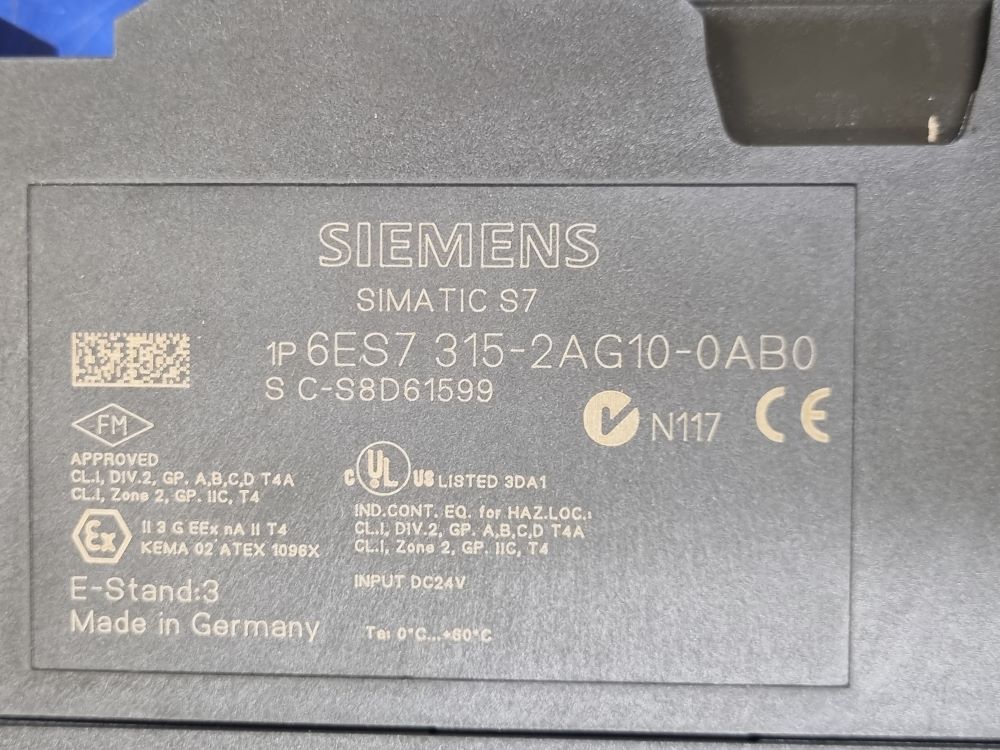 SIEMENS
SIMATIC S7
1P 6ES7 315-2AG10-0AB0
S C-S8D61599
N117 CE
FM
APPROVED
CL.I, DIV.2, GP. A,B,C,D T4A
CL.I, Zone 2, GP. IIC, T4
C UL US LISTED 3DA1
IND.CONT. EQ. for HAZ.LOC.:
CL.I, DIV.2, GP. A,B,C,D T4A
CL.I, Zone 2, GP. IIC, T4
Ex II 3 G EEx nA II T4
KEMA 02 ATEX 1096X
INPUT DC24V
E-Stand:3
Made in Germany
Ta: 0°C...+60°C